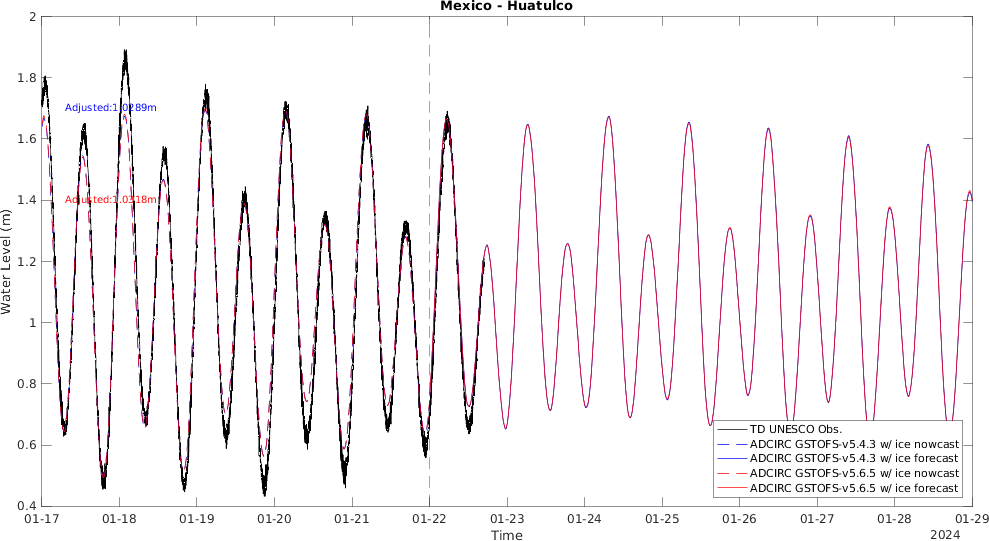 Mexico - Huatulco
2
1.8
1.6
1.4
1.2
1
0.8
0.6
0.4
Water Level (m)
Adjusted:1.0289m
Adjusted:1.0318m
TD UNESCO Obs.
ADCIRC GSTOFS-v5.4.3 w/ ice nowcast
ADCIRC GSTOFS-v5.4.3 w/ ice forecast
ADCIRC GSTOFS-v5.6.5 w/ ice nowcast
ADCIRC GSTOFS-v5.6.5 w/ ice forecast
01-17 01-18 01-19 01-20 01-21 01-22 01-23 01-24 01-25 01-26 01-27 01-28 01-29
Time
2024